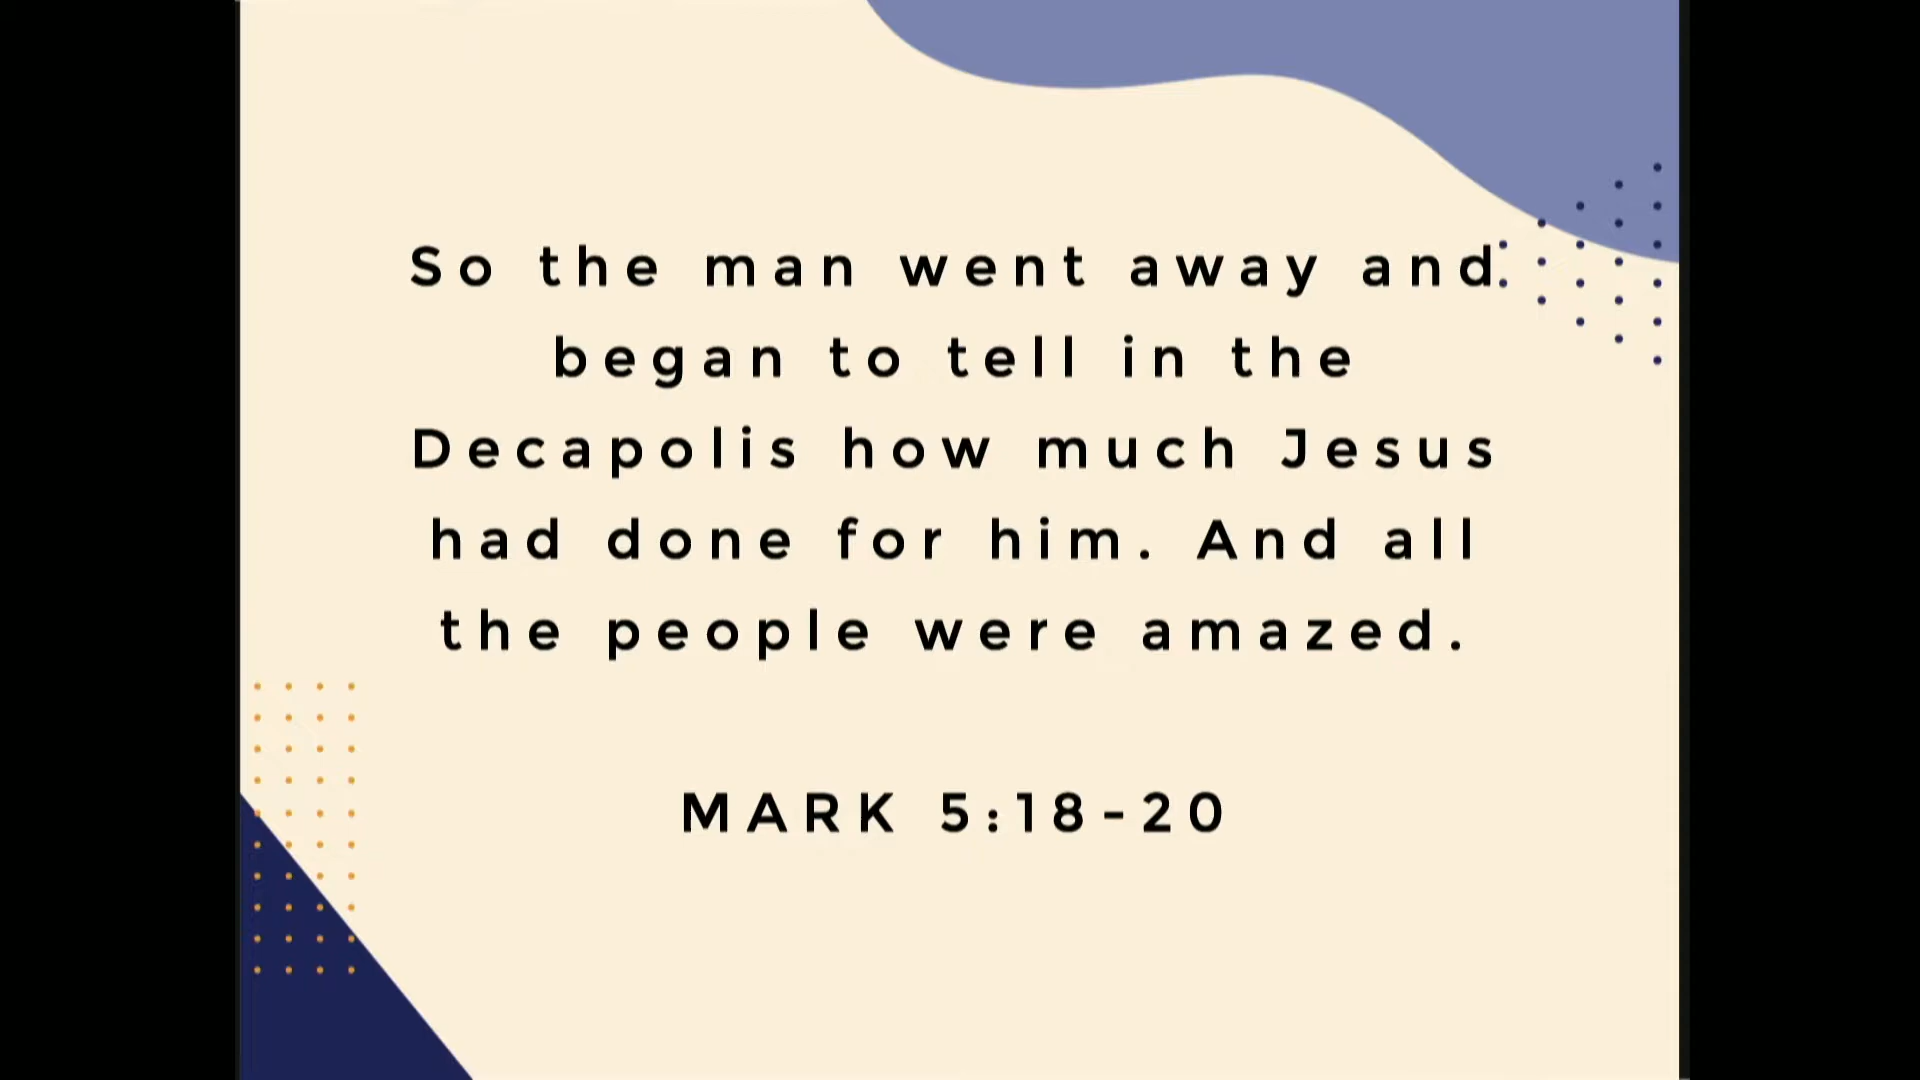 So the man went away and
began to tell in the
Decapolis how much Jesus
had done for him. And all
the people were amazed.
MARK 5:18-20